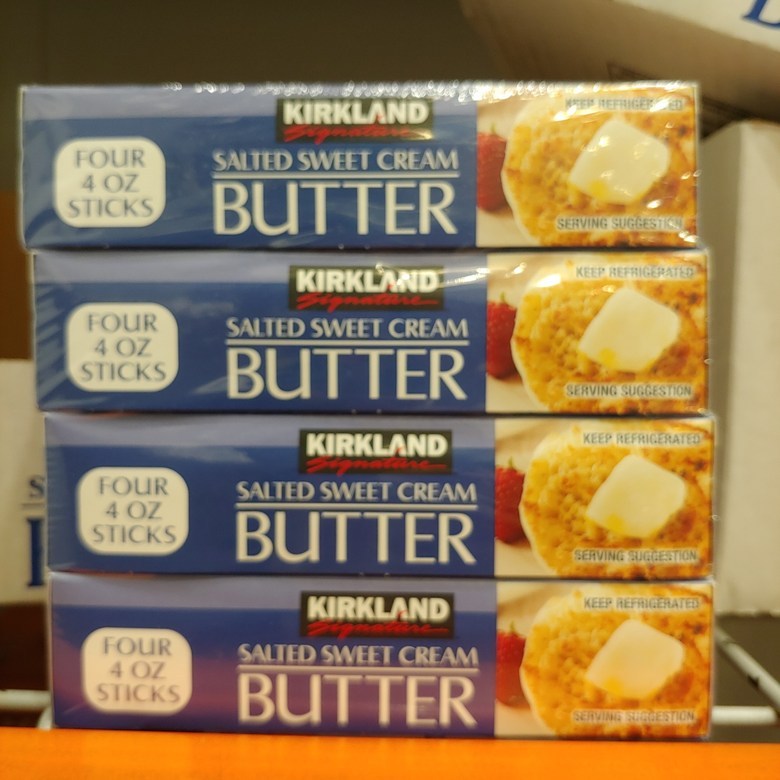 KIRKLAND
Signature
KEEP REFRIGERATED
FOUR
4 OZ
STICKS
SALTED SWEET CREAM
BUTTER
SERVING SUGGESTION
KIRKLAND
Signature
KEEP REFRIGERATED
FOUR
4 OZ
STICKS
SALTED SWEET CREAM
BUTTER
SERVING SUGGESTION
KIRKLAND
Signature
KEEP REFRIGERATED
FOUR
4 OZ
STICKS
SALTED SWEET CREAM
BUTTER
SERVING SUGGESTION
KIRKLAND
Signature
KEEP REFRIGERATED
FOUR
4 OZ
STICKS
SALTED SWEET CREAM
BUTTER
SERVING SUGGESTION